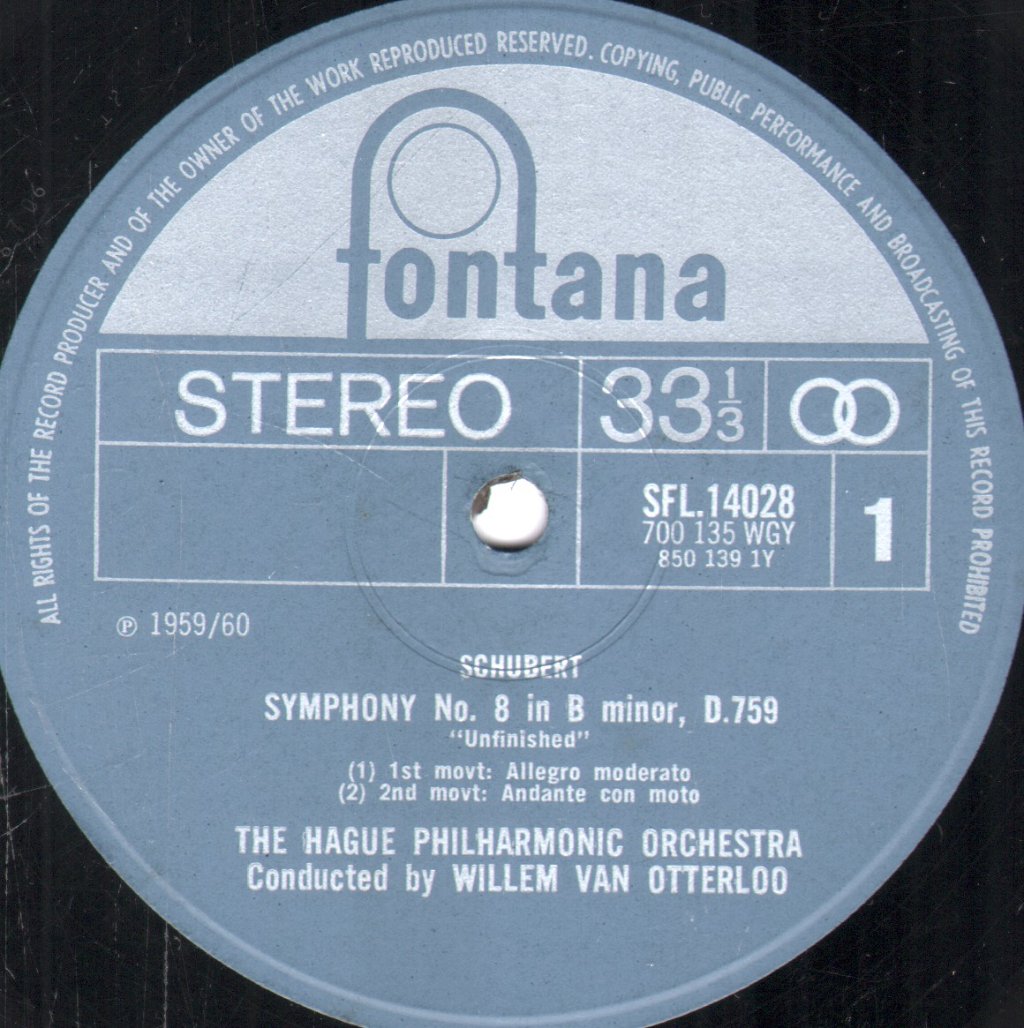 ALL RIGHTS OF THE RECORD PRODUCER AND OF THE OWNER OF THE WORK REPRODUCED RESERVED. COPYING, PUBLIC PERFORMANCE AND BROADCASTING OF THIS RECORD PROHIBITED
fontana
STEREO 33 1/3
SFL.14028
700 135 WGY
850 139 1Y
1
℗ 1959/60
SCHUBERT
SYMPHONY No. 8 in B minor, D.759
"Unfinished"
(1) 1st movt: Allegro moderato
(2) 2nd movt: Andante con moto
THE HAGUE PHILHARMONIC ORCHESTRA
Conducted by WILLEM VAN OTTERLOO